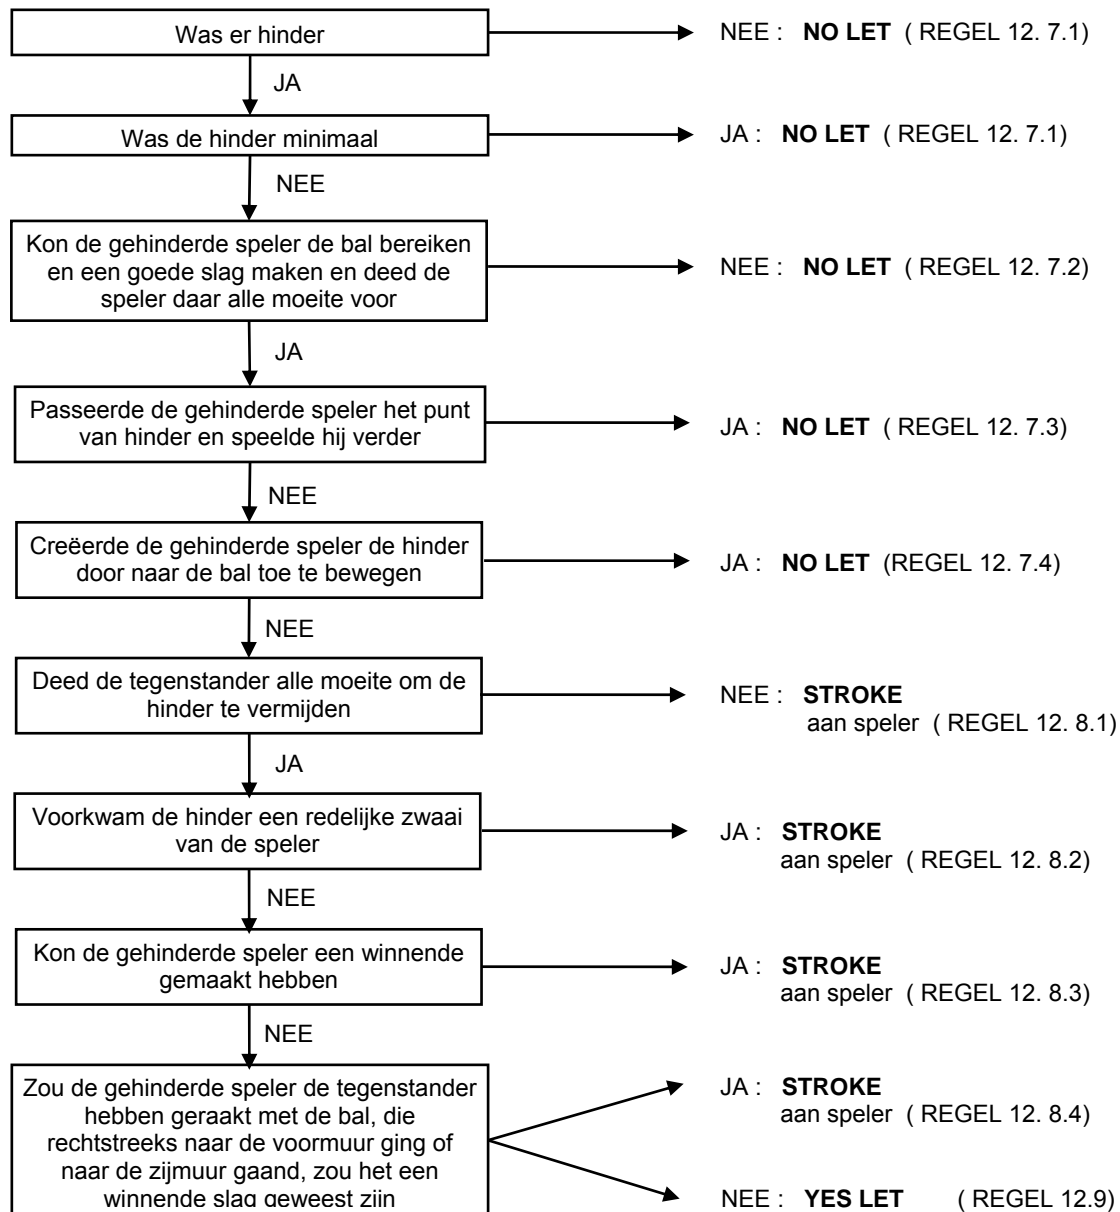 Was er hinder
NEE : NO LET ( REGEL 12. 7.1)
JA
Was de hinder minimaal
JA : NO LET ( REGEL 12. 7.1)
NEE
Kon de gehinderde speler de bal bereiken
en een goede slag maken en deed de
speler daar alle moeite voor
NEE : NO LET ( REGEL 12. 7.2)
JA
Passeerde de gehinderde speler het punt
van hinder en speelde hij verder
JA : NO LET ( REGEL 12. 7.3)
NEE
Creëerde de gehinderde speler de hinder
door naar de bal toe te bewegen
JA : NO LET (REGEL 12. 7.4)
NEE
Deed de tegenstander alle moeite om de
hinder te vermijden
NEE : STROKE
aan speler ( REGEL 12. 8.1)
JA
Voorkwam de hinder een redelijke zwaai
van de speler
JA : STROKE
aan speler ( REGEL 12. 8.2)
NEE
Kon de gehinderde speler een winnende
gemaakt hebben
JA : STROKE
aan speler ( REGEL 12. 8.3)
NEE
Zou de gehinderde speler de tegenstander
hebben geraakt met de bal, die
rechtstreeks naar de voormuur ging of
naar de zijmuur gaand, zou het een
winnende slag geweest zijn
JA : STROKE
aan speler ( REGEL 12. 8.4)
NEE : YES LET ( REGEL 12.9)